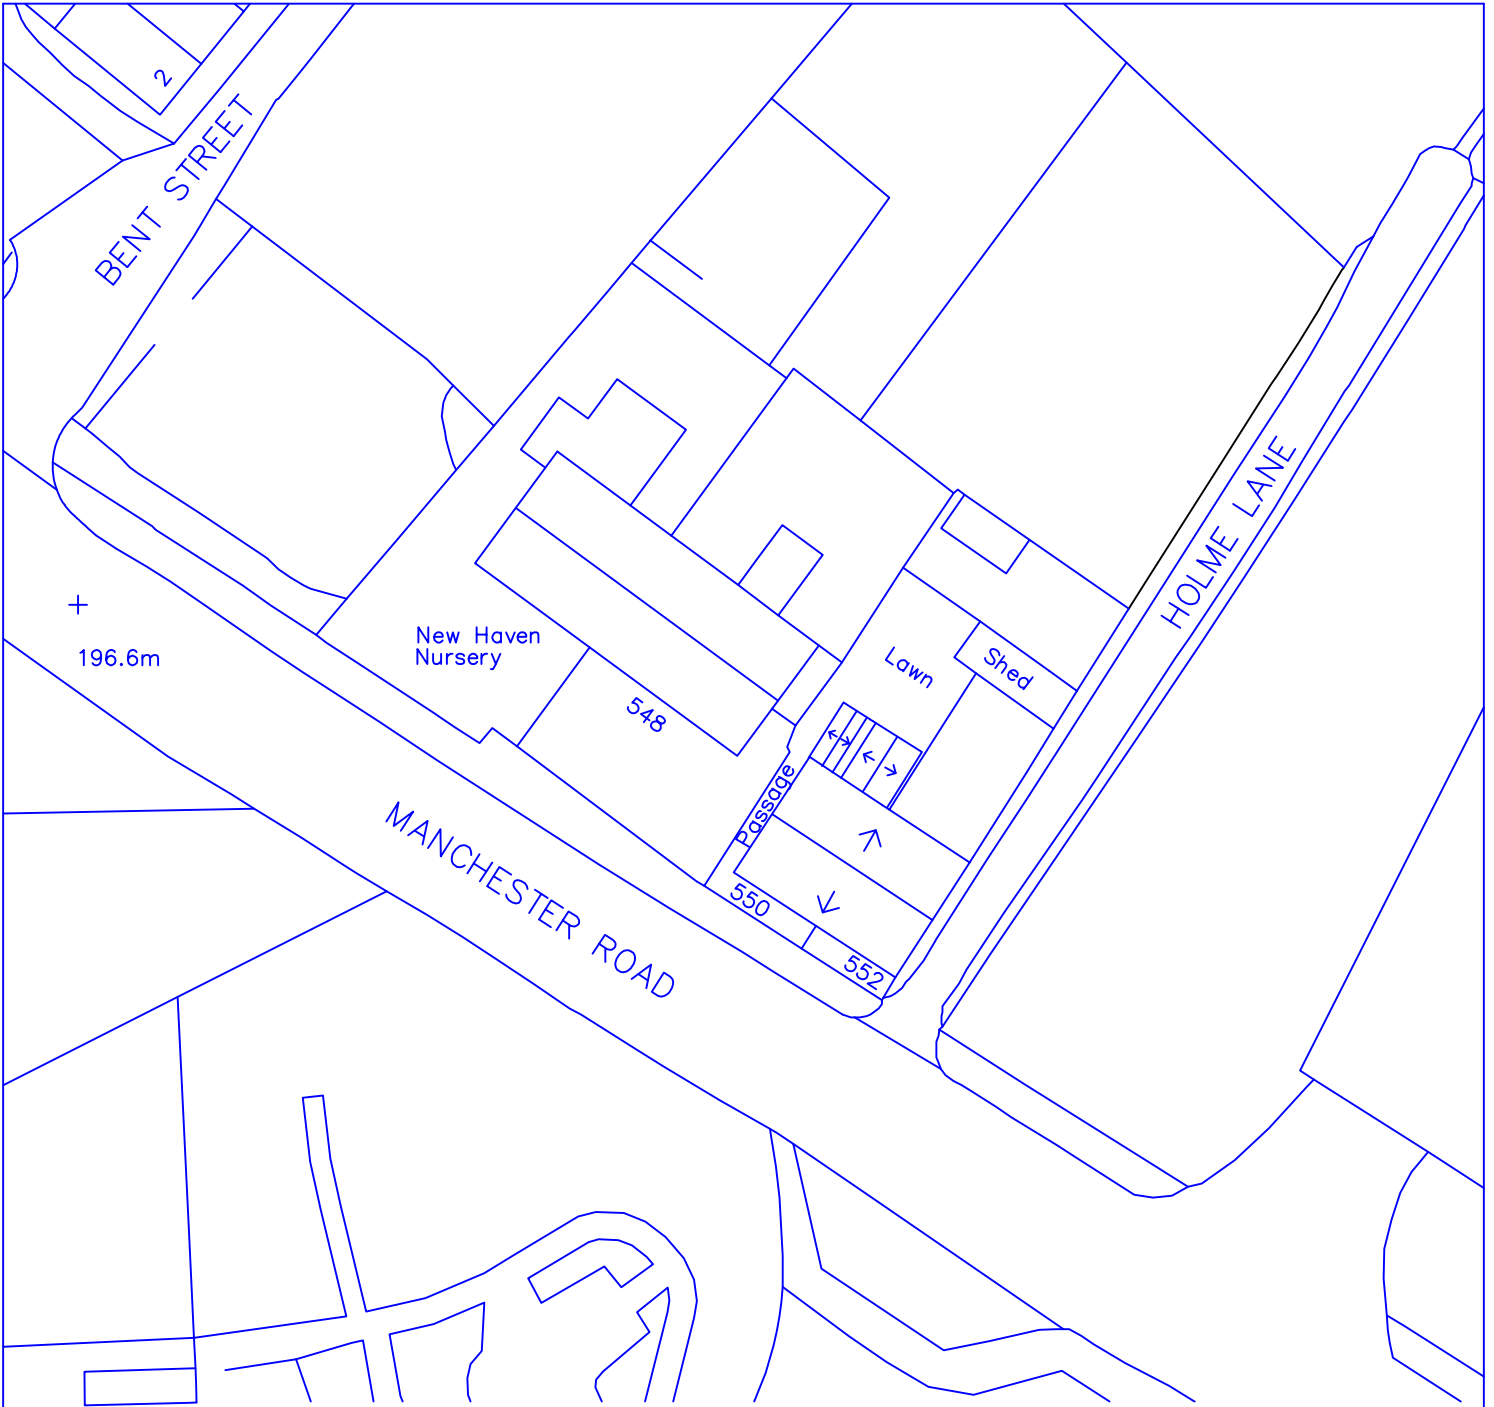 2
BENT STREET
HOLME LANE
196.6m
New Haven
Nursery
548
Lawn
Shed
Passage
MANCHESTER ROAD
550
552